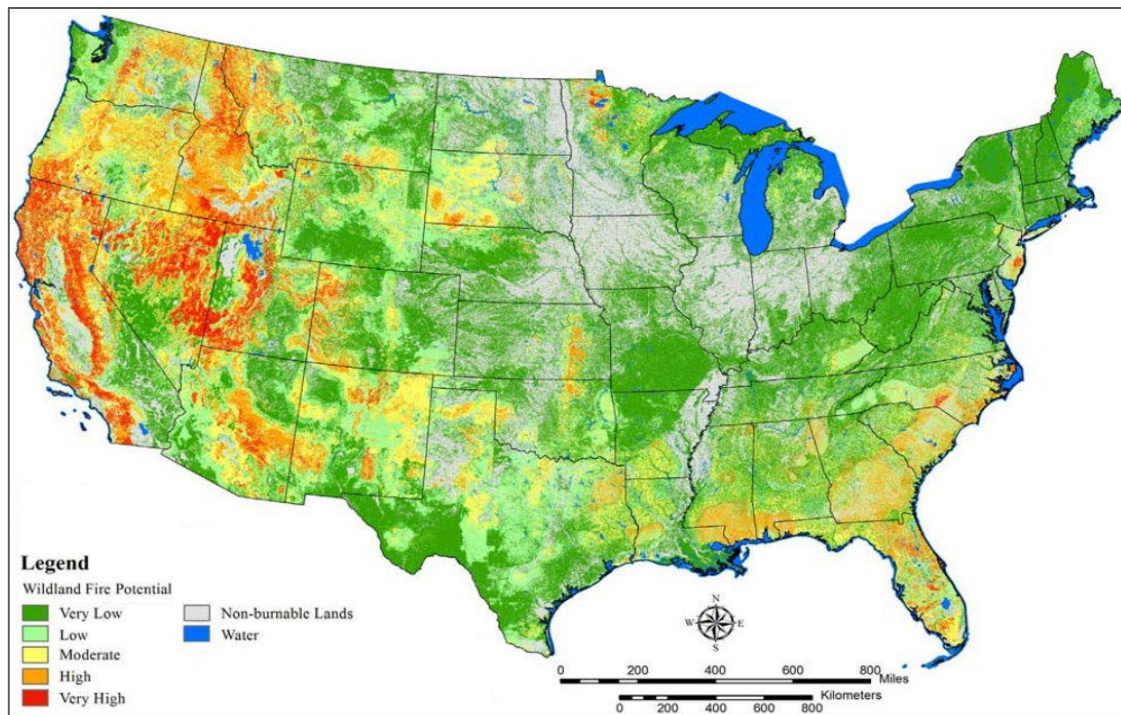 Legend
Wildland Fire Potential
Very Low
Low
Moderate
High
Very High
Non-burnable Lands
Water
N
W E
S
0 200 400 600 800
Miles
Kilometers
0 200 400 600 800